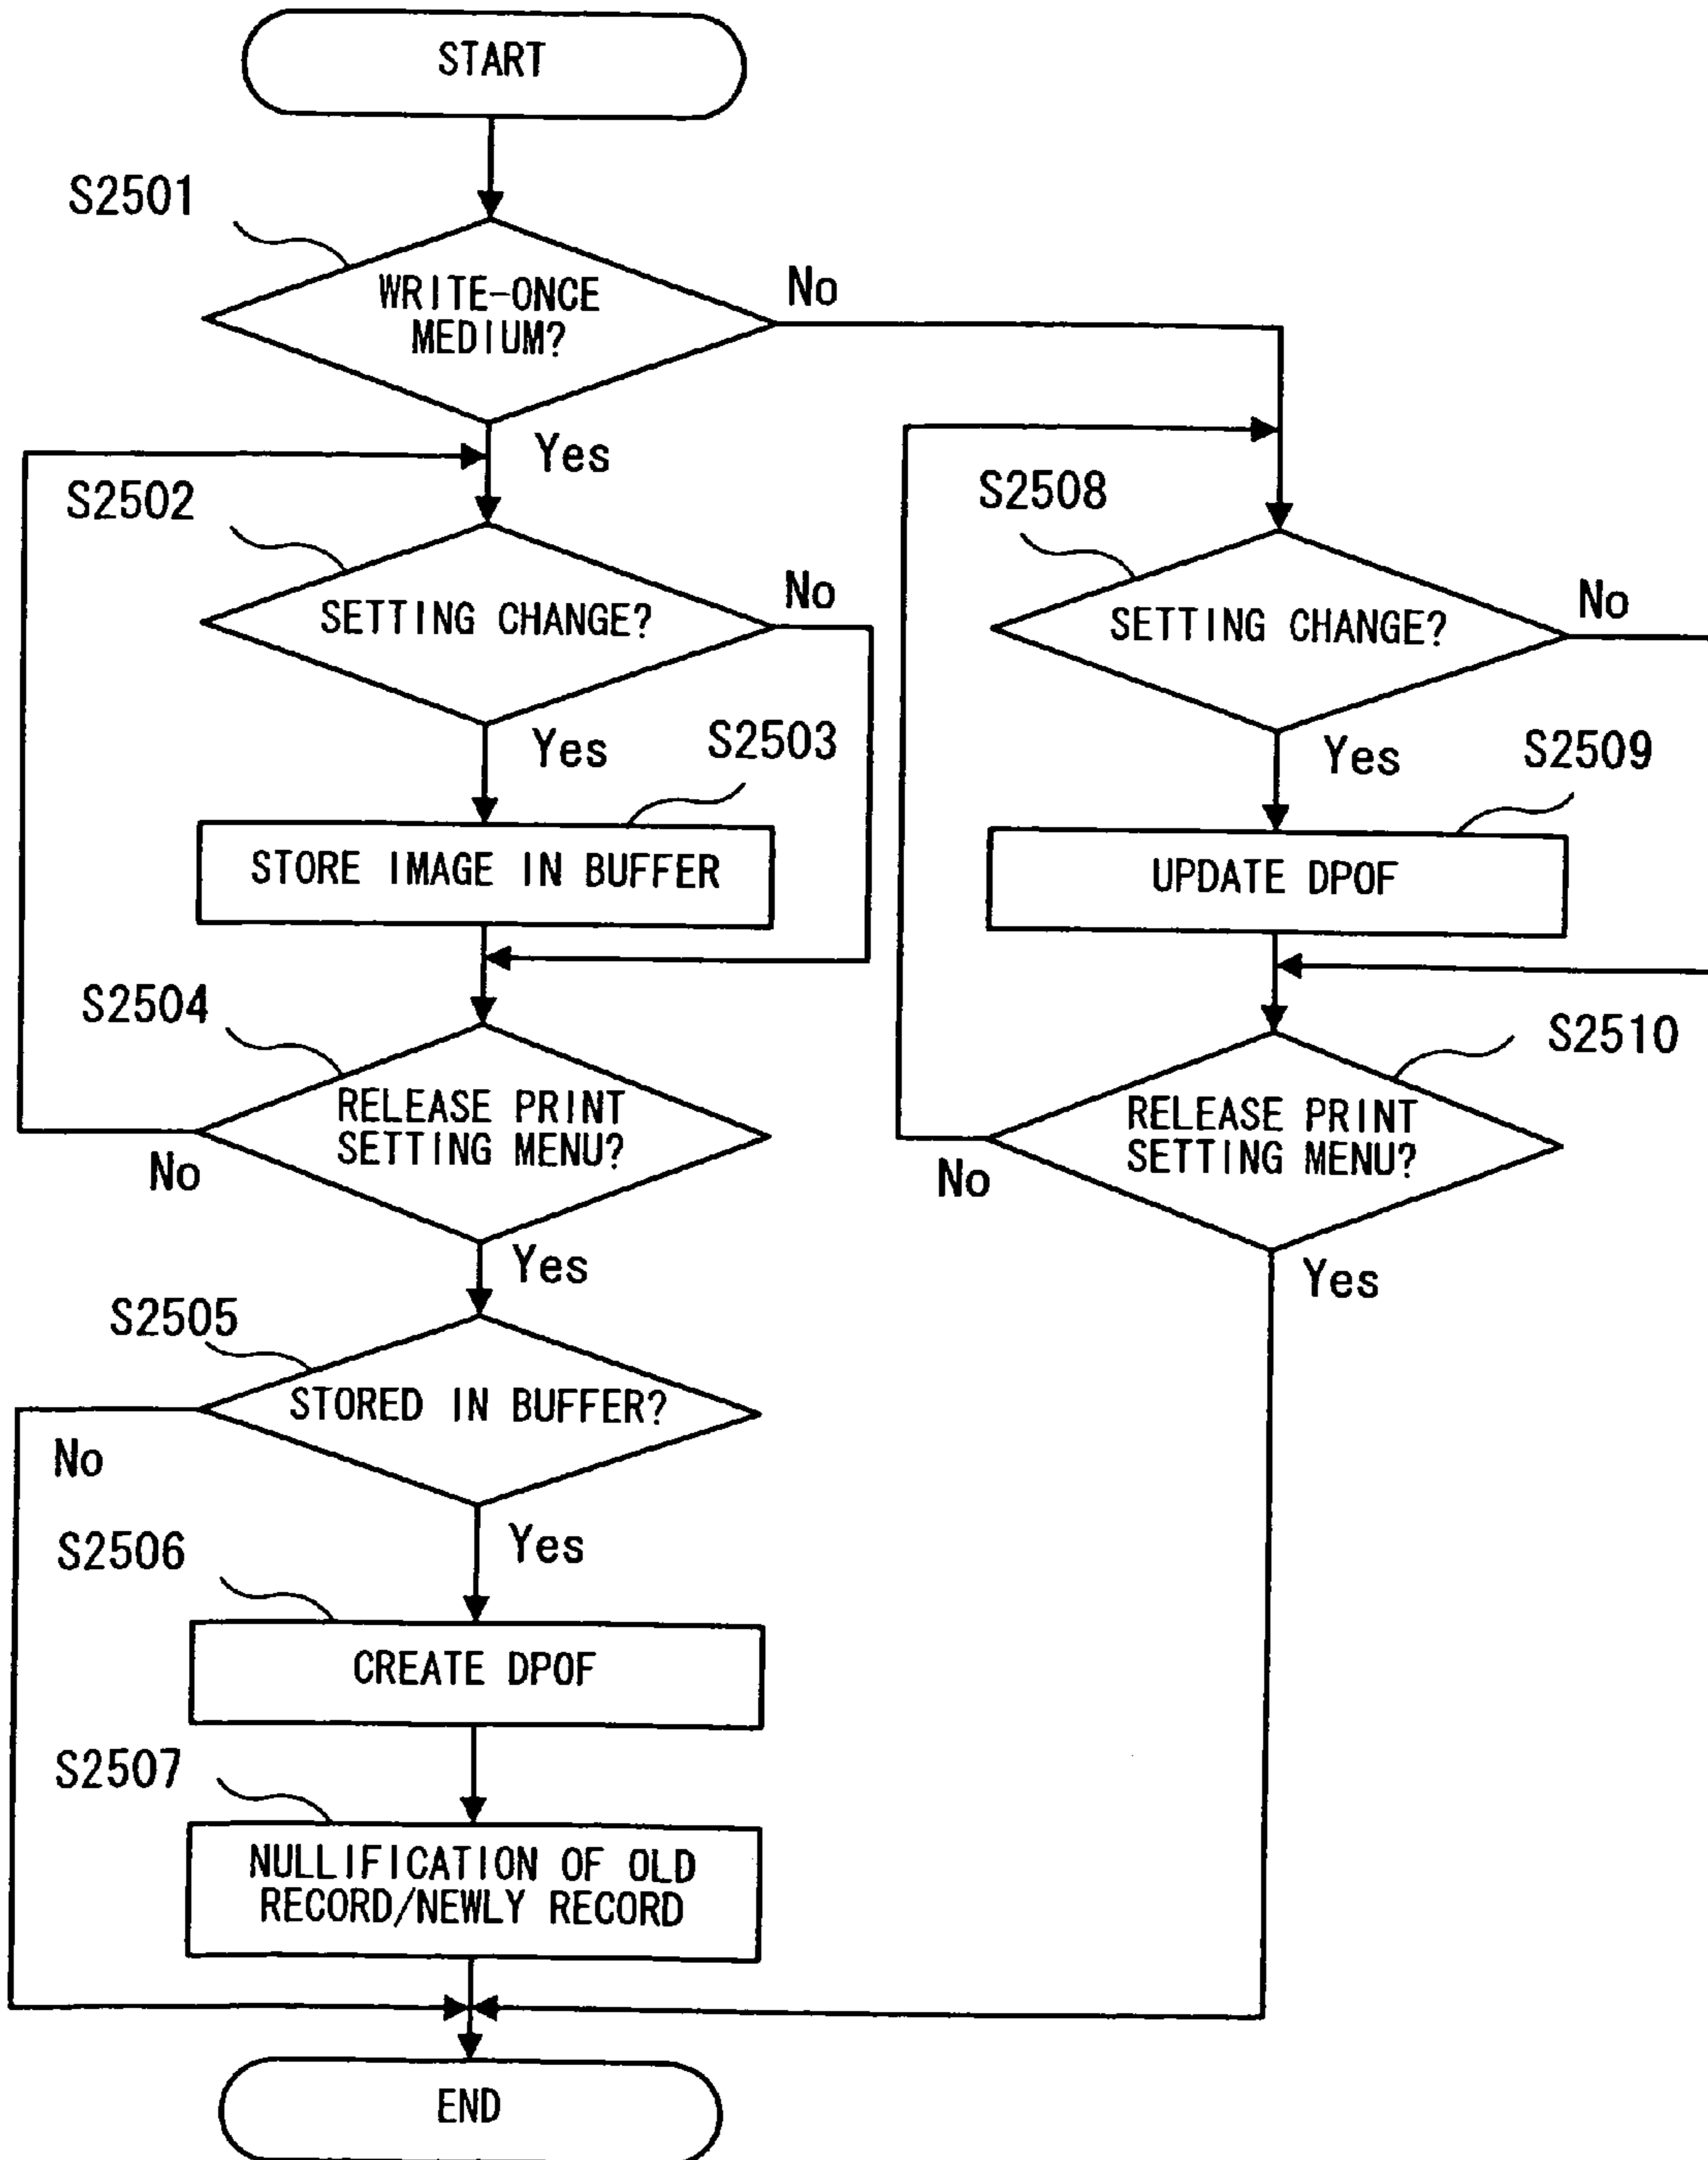 START
S2501
WRITE-ONCE
MEDIUM?
No
Yes
S2502
SETTING CHANGE?
No
Yes
S2503
STORE IMAGE IN BUFFER
S2504
RELEASE PRINT
SETTING MENU?
No
Yes
S2505
STORED IN BUFFER?
No
Yes
S2506
CREATE DPOF
S2507
NULLIFICATION OF OLD
RECORD/NEWLY RECORD
END
S2508
SETTING CHANGE?
No
Yes
S2509
UPDATE DPOF
S2510
RELEASE PRINT
SETTING MENU?
No
Yes